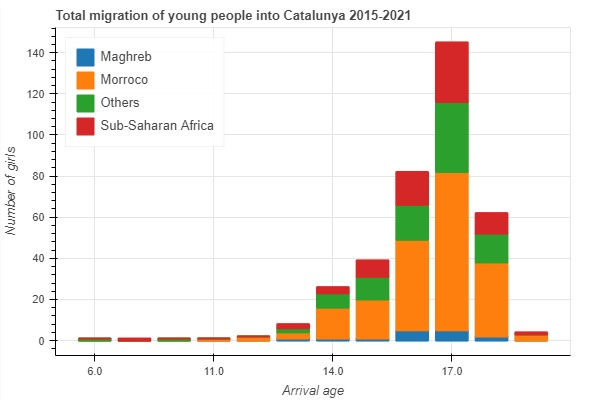 Total migration of young people into Catalunya 2015-2021
Maghreb
Morroco
Others
Sub-Saharan Africa
Number of girls
140
120
100
80
60
40
20
0
6.0 11.0 14.0 17.0
Arrival age